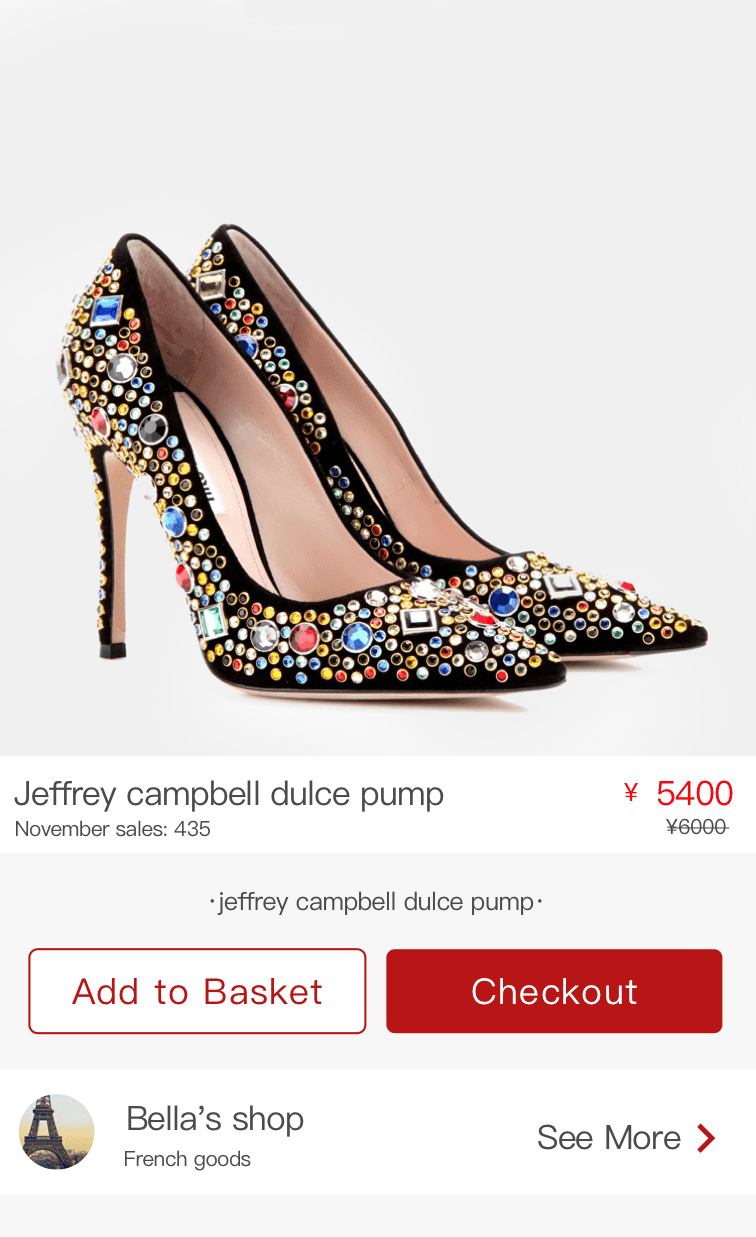 Jeffrey campbell dulce pump
¥ 5400
November sales: 435
¥6000
·jeffrey campbell dulce pump·
Add to Basket
Checkout
Bella’s shop
See More
French goods